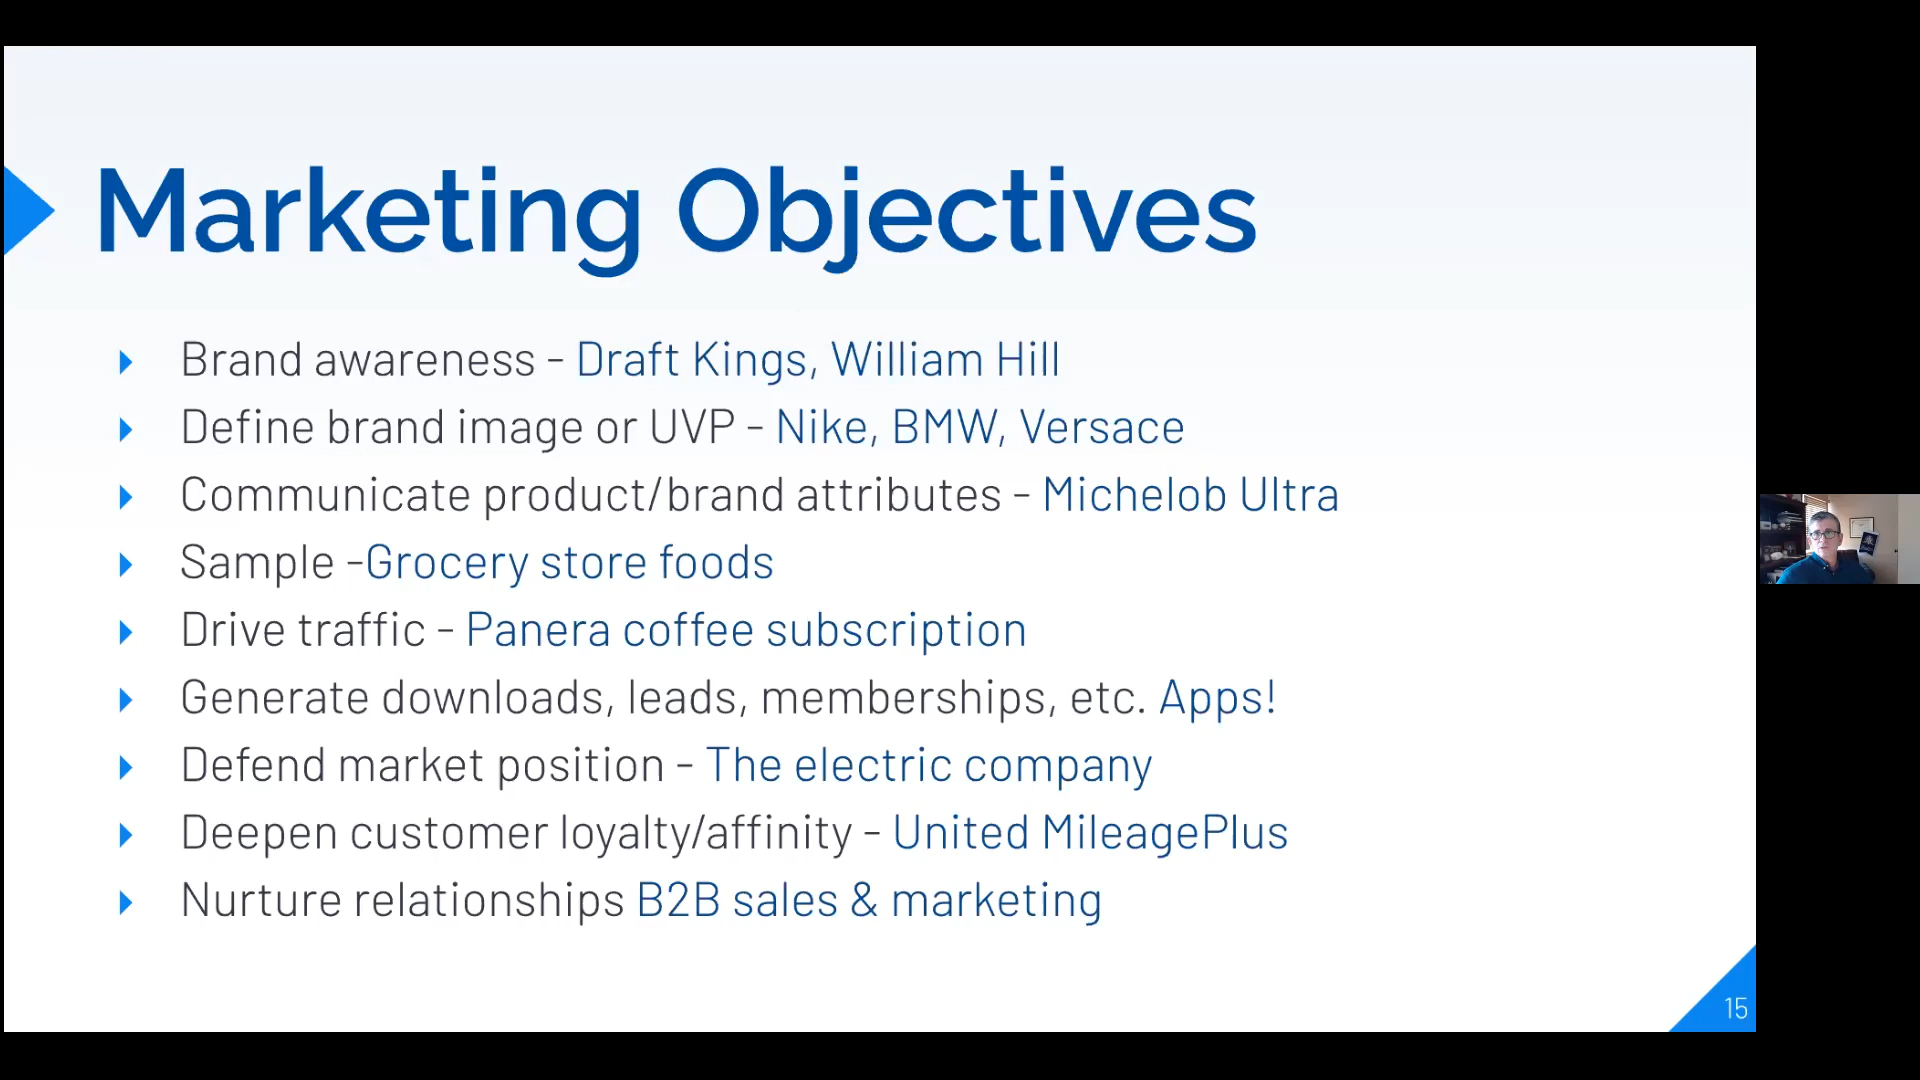 Marketing Objectives
Brand awareness - Draft Kings, William Hill
Define brand image or UVP - Nike, BMW, Versace
Communicate product/brand attributes - Michelob Ultra
Sample -Grocery store foods
Drive traffic - Panera coffee subscription
Generate downloads, leads, memberships, etc. Apps!
Defend market position - The electric company
Deepen customer loyalty/affinity - United MileagePlus
Nurture relationships B2B sales & marketing
15